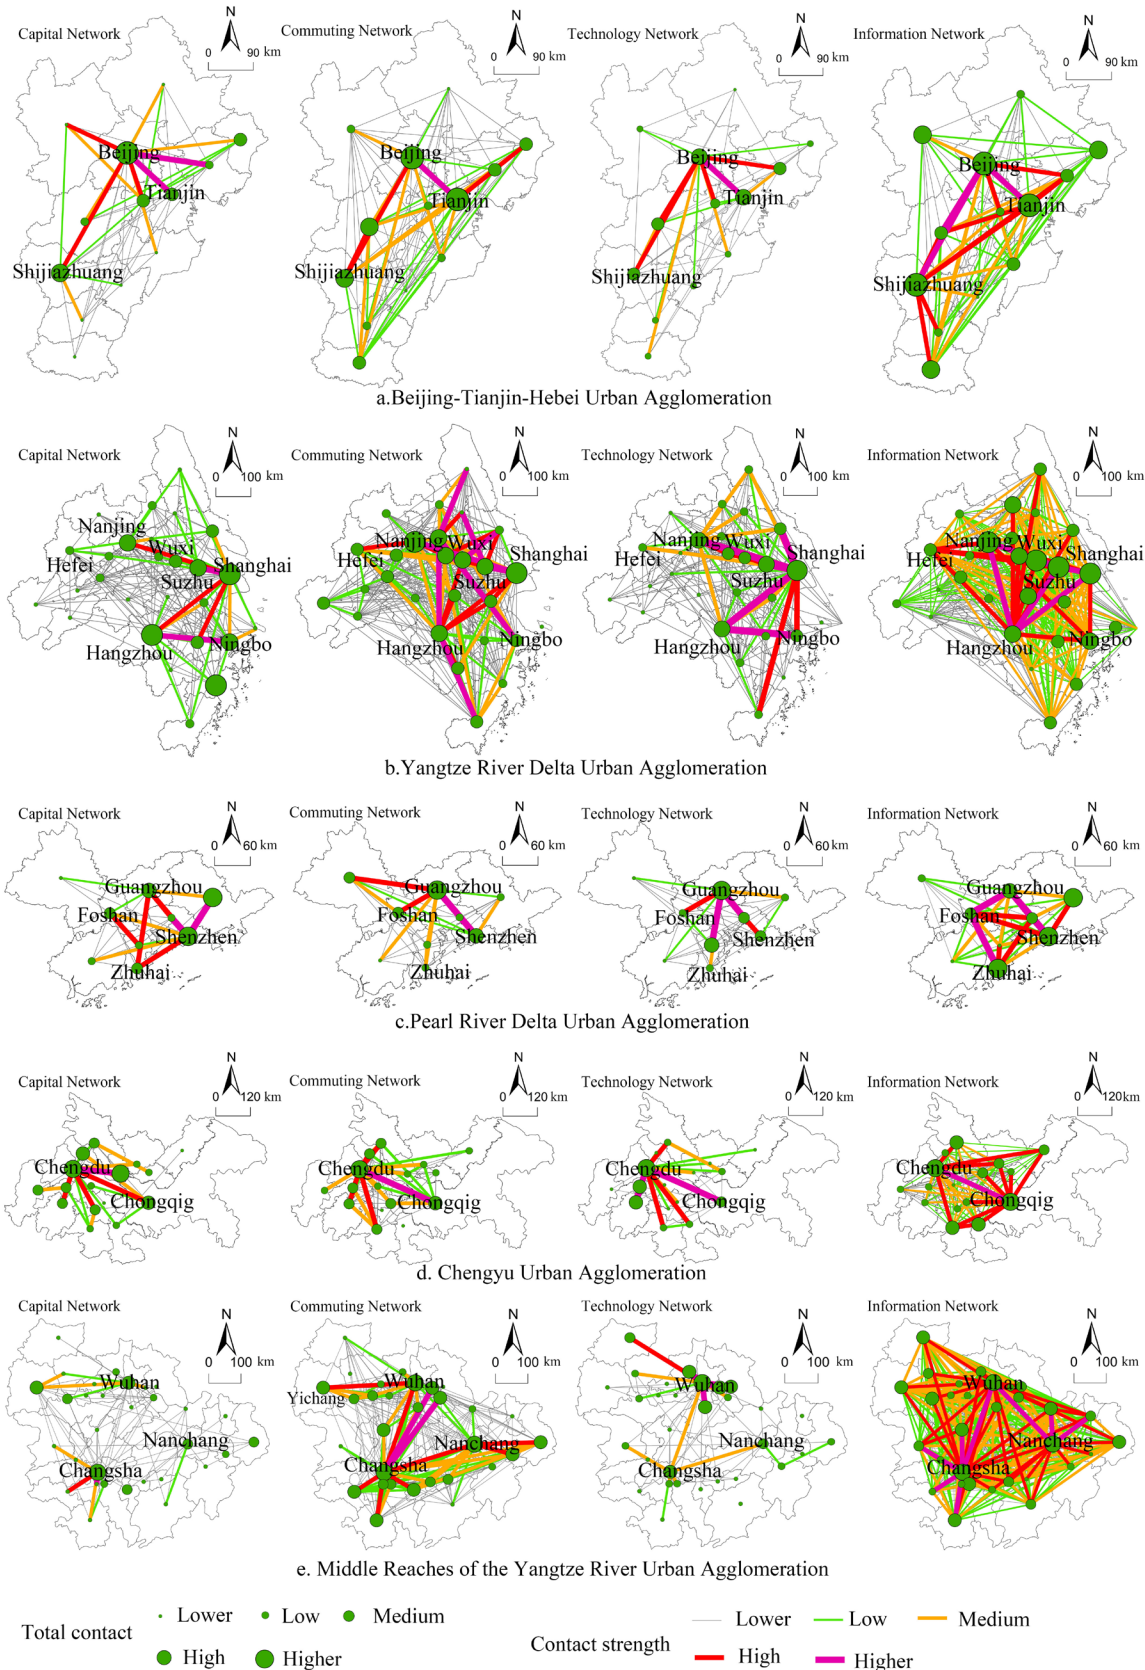 Capital Network
N
0 90 km
Commuting Network
N
0 90 km
Technology Network
N
0 90 km
Information Network
N
0 90 km
Beijing
Tianjin
Shijiazhuang
Beijing
Tianjin
Shijiazhuang
Beijing
Tianjin
Shijiazhuang
Beijing
Tianjin
Shijiazhuang
a.Beijing-Tianjin-Hebei Urban Agglomeration
Capital Network
N
0 100 km
Commuting Network
N
0 100 km
Technology Network
N
0 100 km
Information Network
N
0 100 km
Nanjing
Wuxi
Hefei
Shanghai
Suzhu
Hangzhou
Ningbo
Nanjing
Wuxi
Hefei
Shanghai
Suzhu
Hangzhou
Ningbo
Nanjing
Wuxi
Hefei
Shanghai
Suzhu
Hangzhou
Ningbo
Nanjing
Wuxi
Hefei
Shanghai
Suzhu
Hangzhou
Ningbo
b.Yangtze River Delta Urban Agglomeration
Capital Network
N
0 60 km
Commuting Network
N
0 60 km
Technology Network
N
0 60 km
Information Network
N
0 60 km
Guangzhou
Foshan
Shenzhen
Zhuhai
Guangzhou
Foshan
Shenzhen
Zhuhai
Guangzhou
Foshan
Shenzhen
Zhuhai
Guangzhou
Foshan
Shenzhen
Zhuhai
c.Pearl River Delta Urban Agglomeration
Capital Network
N
0 120 km
Commuting Network
N
0 120 km
Technology Network
N
0 120 km
Information Network
N
0 120km
Chengdu
Chongqig
Chengdu
Chongqig
Chengdu
Chongqig
Chengdu
Chongqig
d. Chengyu Urban Agglomeration
Capital Network
N
0 100 km
Commuting Network
N
0 100 km
Technology Network
N
0 100 km
Information Network
N
0 100 km
Wuhan
Nanchang
Changsha
Wuhan
Yichang
Nanchang
Changsha
Wuhan
Nanchang
Changsha
Wuhan
Nanchang
Changsha
e. Middle Reaches of the Yangtze River Urban Agglomeration
Total contact
Lower
Low
Medium
High
Higher
Contact strength
Lower
Low
Medium
High
Higher